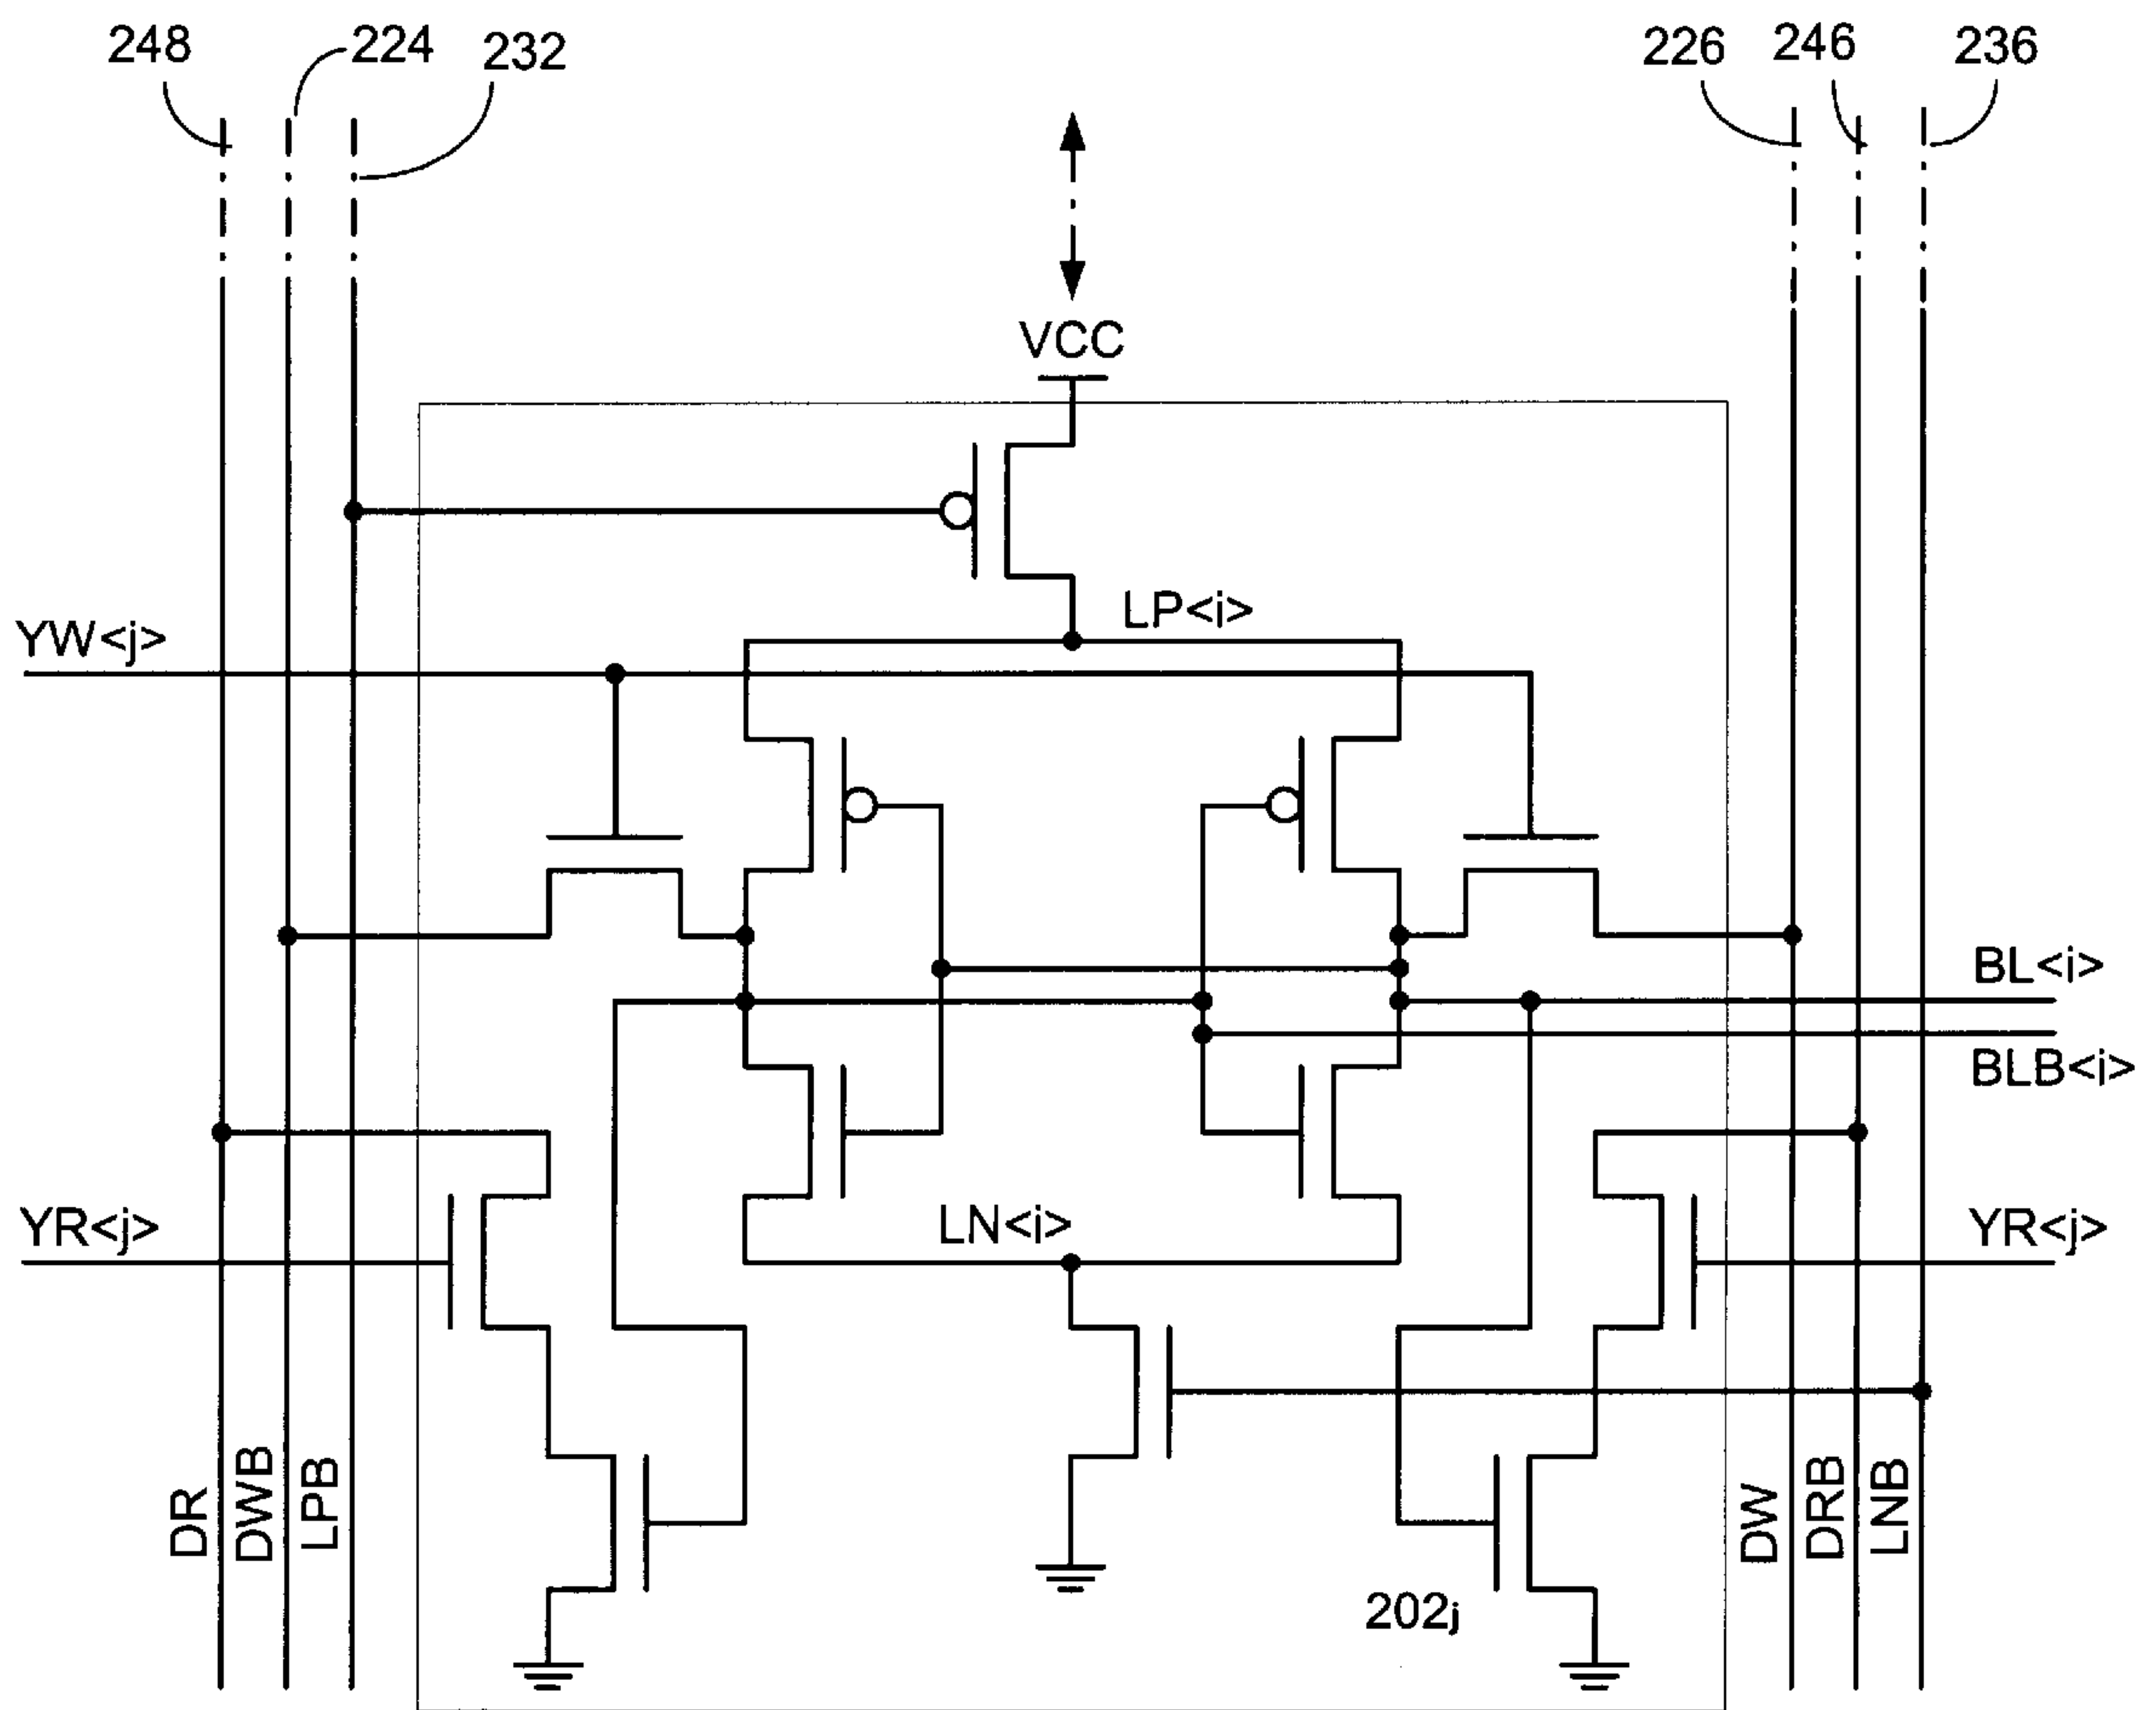 248
224
232
226
246
236
VCC
LP<i>
YW<j>
BL<i>
BLB<i>
YR<j>
LN<i>
YR<j>
DR
DWB
LPB
DW
DRB
LNB
202j